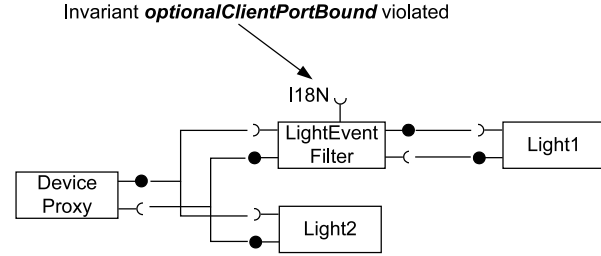 Invariant optionalClientPortBound violated
I18N
LightEvent
Filter
Light1
Device
Proxy
Light2